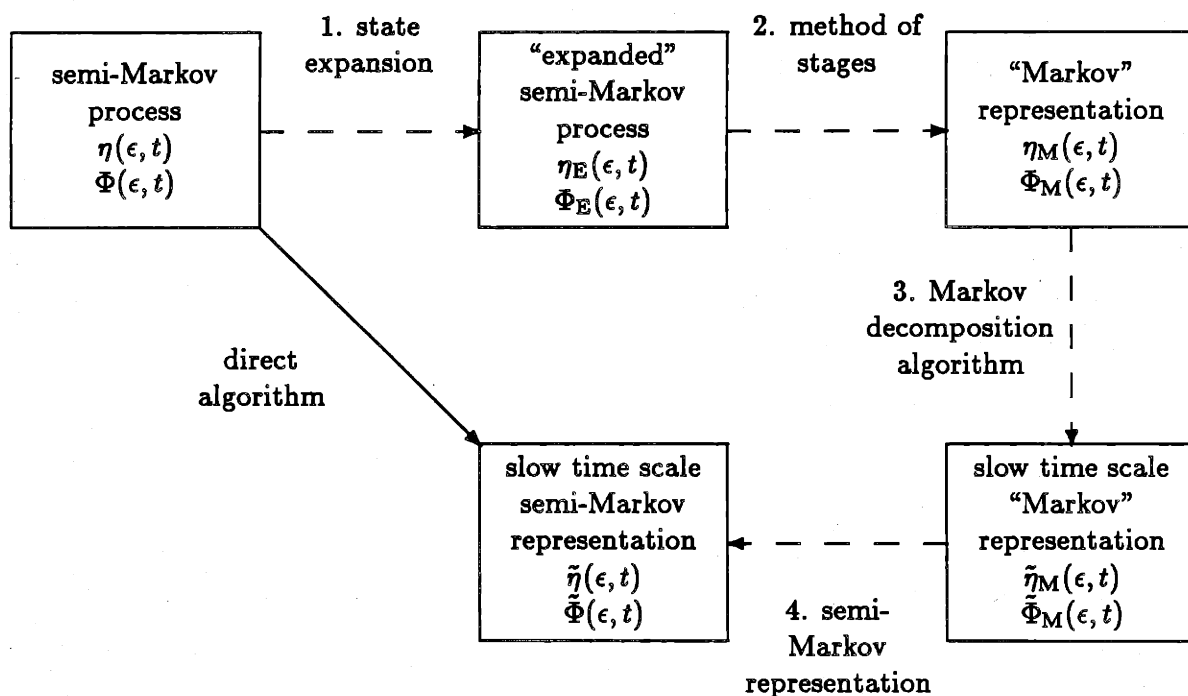 1. state
expansion
2. method of
stages
semi-Markov
process
η(ϵ, t)
Φ(ϵ, t)
“expanded”
semi-Markov
process
η_E(ϵ, t)
Φ_E(ϵ, t)
“Markov”
representation
η_M(ϵ, t)
Φ_M(ϵ, t)
direct
algorithm
3. Markov
decomposition
algorithm
slow time scale
semi-Markov
representation
η̃(ϵ, t)
Φ̃(ϵ, t)
slow time scale
“Markov”
representation
η̃_M(ϵ, t)
Φ̃_M(ϵ, t)
4. semi-
Markov
representation